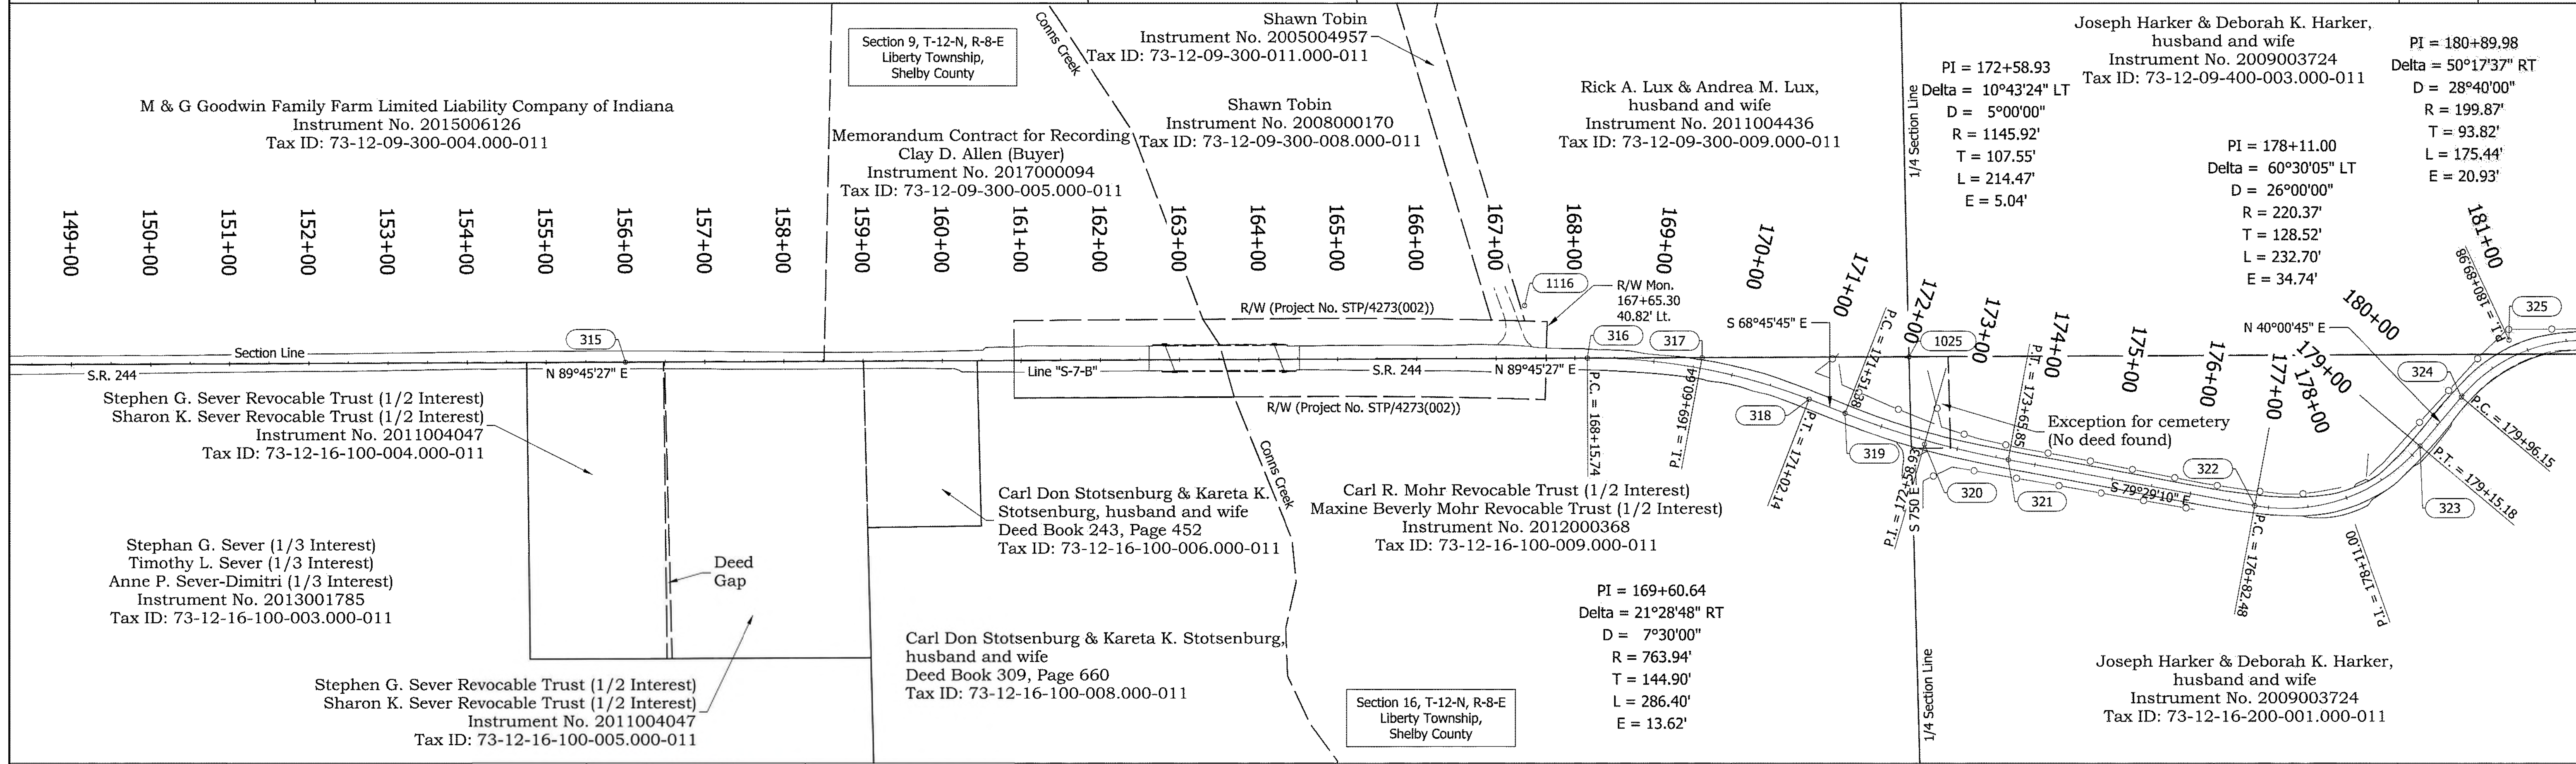 M & G Goodwin Family Farm Limited Liability Company of Indiana
Instrument No. 2015006126
Tax ID: 73-12-09-300-004.000-011
Section 9, T-12-N, R-8-E
Liberty Township,
Shelby County
Conns Creek
Memorandum Contract for Recording
Clay D. Allen (Buyer)
Instrument No. 2017000094
Tax ID: 73-12-09-300-005.000-011
Shawn Tobin
Instrument No. 2005004957
Tax ID: 73-12-09-300-011.000-011
Shawn Tobin
Instrument No. 2008000170
Tax ID: 73-12-09-300-008.000-011
Rick A. Lux & Andrea M. Lux,
husband and wife
Instrument No. 2011004436
Tax ID: 73-12-09-300-009.000-011
1/4 Section Line
PI = 172+58.93
Delta = 10°43'24" LT
D = 5°00'00"
R = 1145.92'
T = 107.55'
L = 214.47'
E = 5.04'
Joseph Harker & Deborah K. Harker,
husband and wife
Instrument No. 2009003724
Tax ID: 73-12-09-400-003.000-011
PI = 178+11.00
Delta = 60°30'05" LT
D = 26°00'00"
R = 220.37'
T = 128.52'
L = 232.70'
E = 34.74'
PI = 180+89.98
Delta = 50°17'37" RT
D = 28°40'00"
R = 199.87'
T = 93.82'
L = 175.44'
E = 20.93'
149+00
150+00
151+00
152+00
153+00
154+00
155+00
156+00
157+00
158+00
159+00
160+00
161+00
162+00
163+00
164+00
165+00
166+00
167+00
168+00
169+00
170+00
171+00
172+00
173+00
174+00
175+00
176+00
177+00
178+00
179+00
180+00
181+00
P.I. = 180+89.98
1116
R/W Mon.
167+65.30
40.82' Lt.
R/W (Project No. STP/4273(002))
315
316
317
S 68°45'45" E
1025
N 40°00'45" E
325
324
Section Line
S.R. 244
N 89°45'27" E
Line "S-7-B"
S.R. 244
N 89°45'27" E
R/W (Project No. STP/4273(002))
P.C. = 168+15.74
P.I. = 169+60.64
318
P.T. = 171+02.14
P.C. = 171+51.38
319
P.I. = 172+58.93
S 750 E
320
P.T. = 173+65.85
321
Exception for cemetery
(No deed found)
322
S 79°29'10" E
P.C. = 176+82.48
P.I. = 178+11.00
323
P.T. = 179+15.18
P.C. = 179+96.15
Stephen G. Sever Revocable Trust (1/2 Interest)
Sharon K. Sever Revocable Trust (1/2 Interest)
Instrument No. 2011004047
Tax ID: 73-12-16-100-004.000-011
Stephan G. Sever (1/3 Interest)
Timothy L. Sever (1/3 Interest)
Anne P. Sever-Dimitri (1/3 Interest)
Instrument No. 2013001785
Tax ID: 73-12-16-100-003.000-011
Deed
Gap
Stephen G. Sever Revocable Trust (1/2 Interest)
Sharon K. Sever Revocable Trust (1/2 Interest)
Instrument No. 2011004047
Tax ID: 73-12-16-100-005.000-011
Carl Don Stotsenburg & Kareta K.
Stotsenburg, husband and wife
Deed Book 243, Page 452
Tax ID: 73-12-16-100-006.000-011
Conns Creek
Carl Don Stotsenburg & Kareta K. Stotsenburg,
husband and wife
Deed Book 309, Page 660
Tax ID: 73-12-16-100-008.000-011
Carl R. Mohr Revocable Trust (1/2 Interest)
Maxine Beverly Mohr Revocable Trust (1/2 Interest)
Instrument No. 2012000368
Tax ID: 73-12-16-100-009.000-011
PI = 169+60.64
Delta = 21°28'48" RT
D = 7°30'00"
R = 763.94'
T = 144.90'
L = 286.40'
E = 13.62'
Section 16, T-12-N, R-8-E
Liberty Township,
Shelby County
1/4 Section Line
Joseph Harker & Deborah K. Harker,
husband and wife
Instrument No. 2009003724
Tax ID: 73-12-16-200-001.000-011